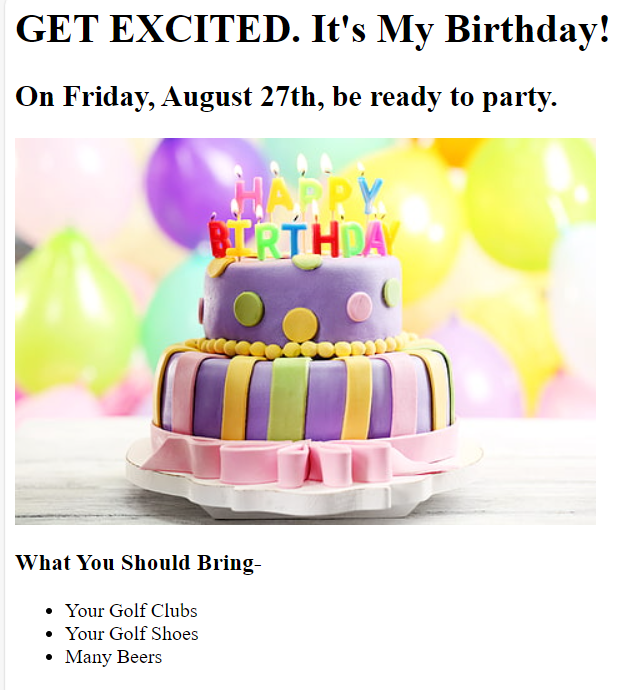 GET EXCITED. It's My Birthday!
On Friday, August 27th, be ready to party.
HAPPY
BIRTHDAY
What You Should Bring-
Your Golf Clubs
Your Golf Shoes
Many Beers